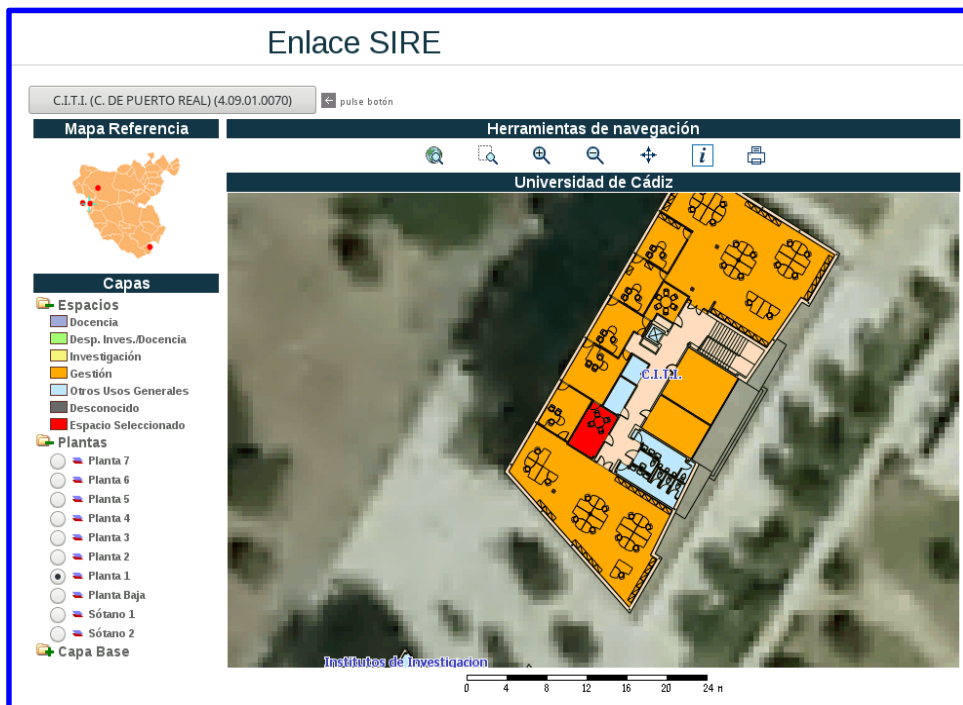 Enlace SIRE
C.I.T.I. (C. DE PUERTO REAL) (4.09.01.0070)
pulse botón
Mapa Referencia
Herramientas de navegación
i
Universidad de Cádiz
Capas
Espacios
Docencia
Desp. Inves./Docencia
Investigación
Gestión
Otros Usos Generales
Desconocido
Espacio Seleccionado
Plantas
Planta 7
Planta 6
Planta 5
Planta 4
Planta 3
Planta 2
Planta 1
Planta Baja
Sótano 1
Sótano 2
Capa Base
C.I.T.I.
Institutos de Investigacion
0 4 8 12 16 20 24 M